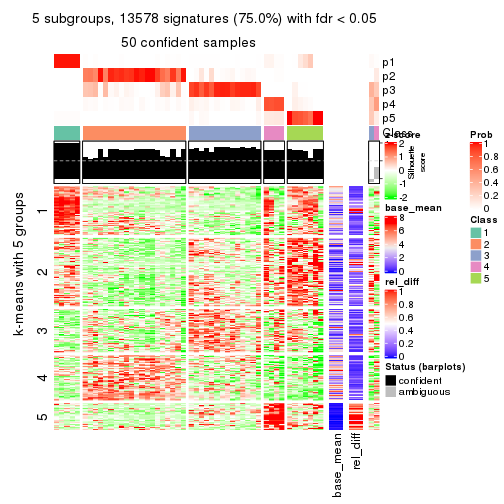 5 subgroups, 13578 signatures (75.0%) with fdr < 0.05
50 confident samples
p1
p2
p3
p4
p5
Class
Silhouette
score
k-means with 5 groups
1
2
3
4
5
base_mean
rel_diff
z-score
2
1
0
-1
-2
base_mean
8
6
4
2
0
rel_diff
1
0.8
0.6
0.4
0.2
0
Status (barplots)
confident
ambiguous
Prob
1
0.8
0.6
0.4
0.2
0
Class
1
2
3
4
5